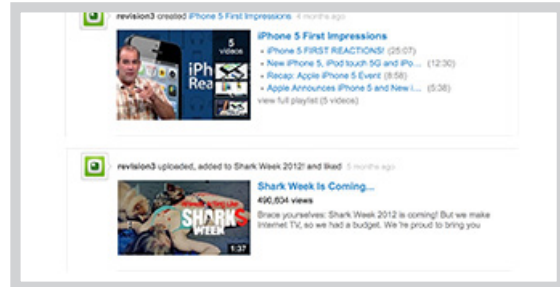 revision3 created iPhone 5 First Impressions 4 months ago
5
videos
iPh
Rea
iPhone 5 First Impressions
• iPhone 5 FIRST REACTIONS! (25:07)
• New iPhone 5, iPod touch 5G and iPo... (12:30)
• Recap: Apple iPhone 5 Event (8:58)
• Apple Announces iPhone 5 and New i... (5:38)
view full playlist (5 videos)
revision3 uploaded, added to Shark Week 2012! and liked 5 months ago
SHARKS
WEEK
1:37
Shark Week Is Coming...
490,604 views
Brace yourselves: Shark Week 2012 is coming! But we make
Internet TV, so we had a budget. We 're proud to bring you